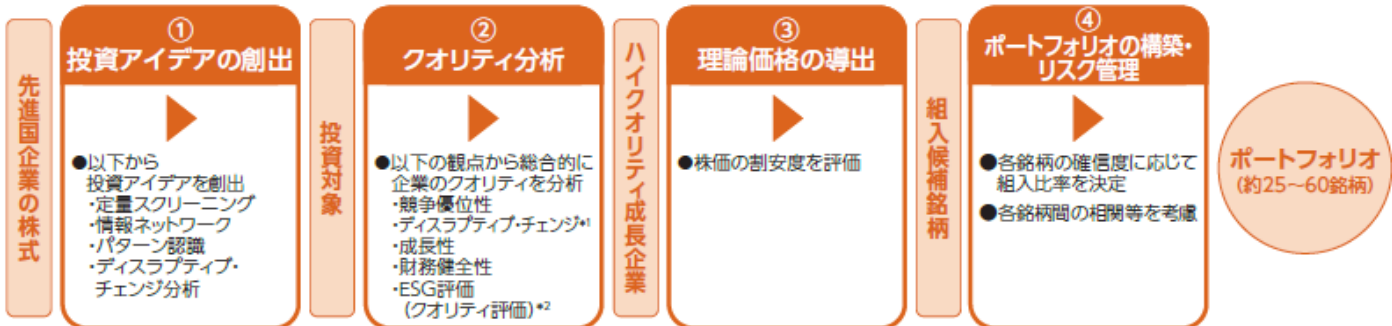 先進国企業の株式
①
投資アイデアの創出
●以下から
投資アイデアを創出
・定量スクリーニング
・情報ネットワーク
・パターン認識
・ディスラプティブ・
チェンジ分析
投資対象
②
クオリティ分析
●以下の観点から総合的に
企業のクオリティを分析
・競争優位性
・ディスラプティブ・チェンジ*1
・成長性
・財務健全性
・ESG評価
（クオリティ評価）*2
ハイクオリティ成長企業
③
理論価格の導出
●株価の割安度を評価
組入候補銘柄
④
ポートフォリオの構築・
リスク管理
●各銘柄の確信度に応じて
組入比率を決定
●各銘柄間の相関等を考慮
ポートフォリオ
（約25～60銘柄）